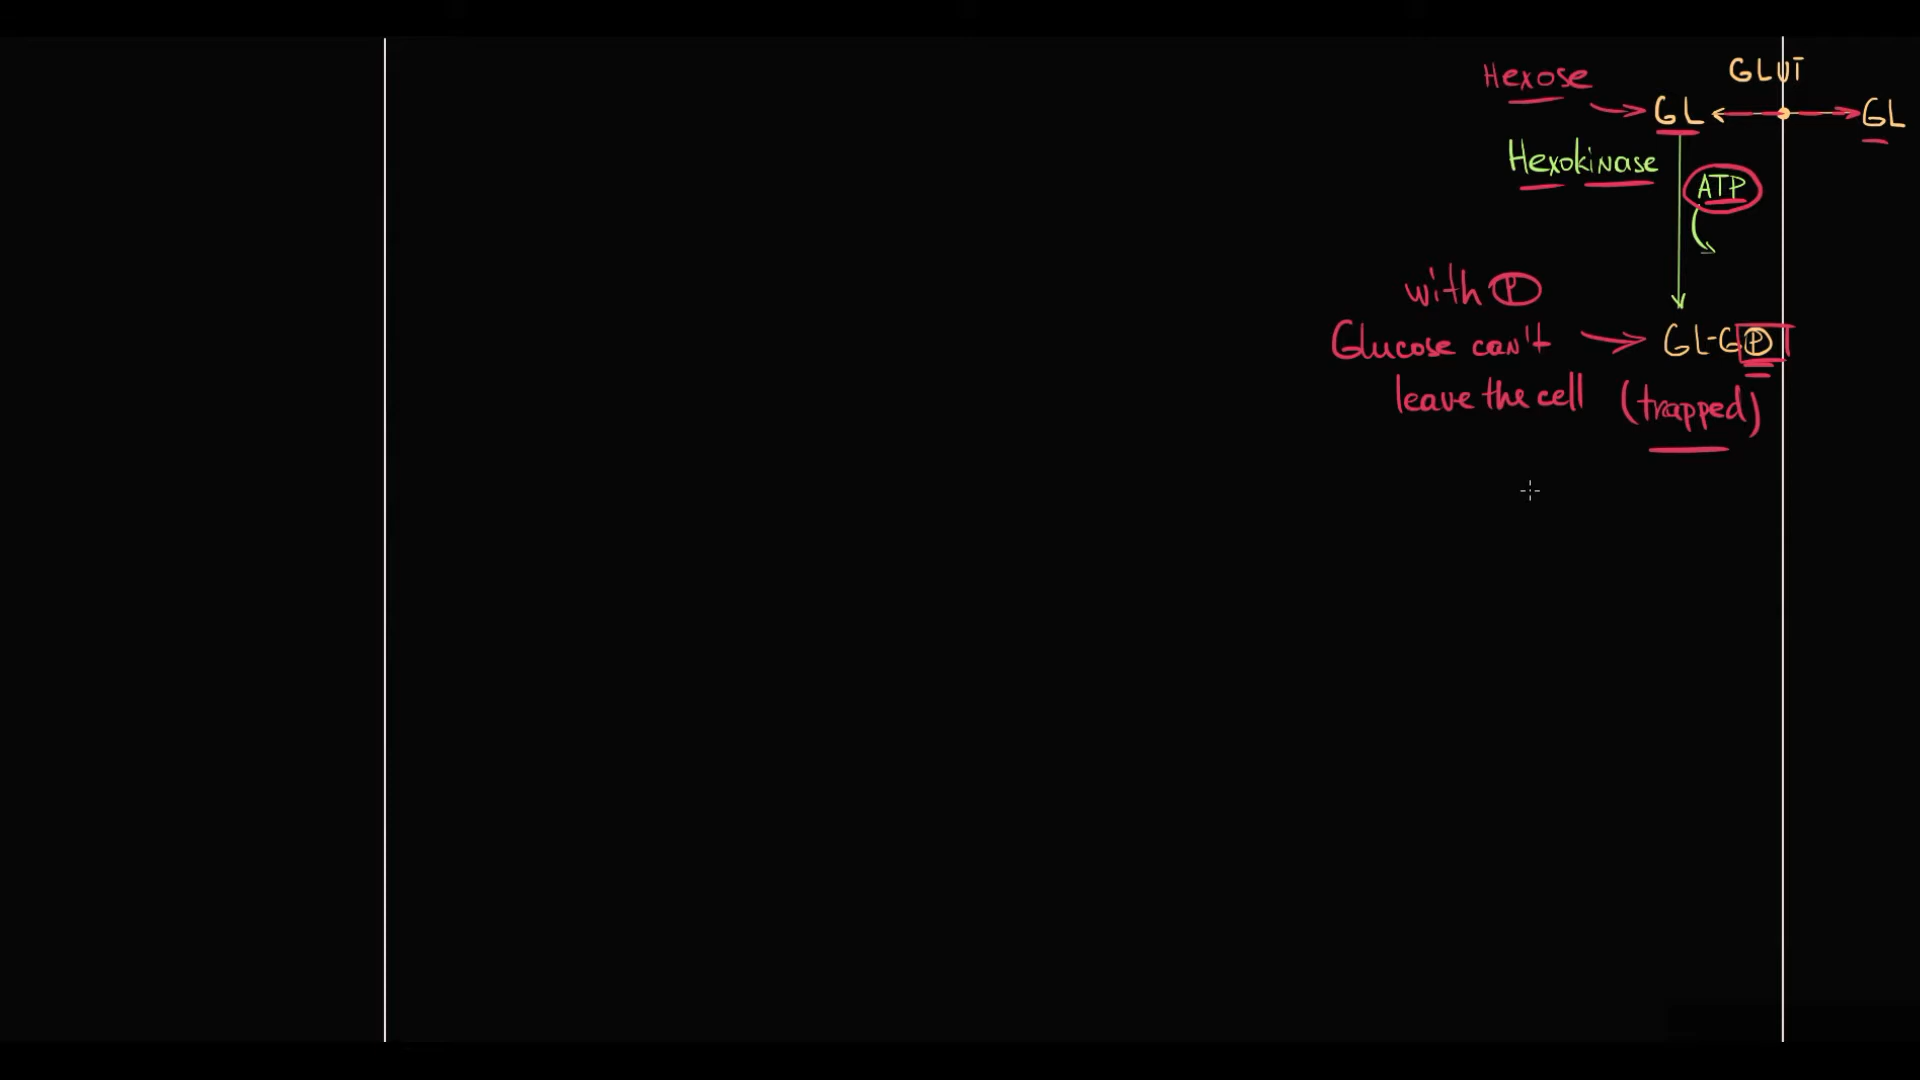 Hexose
GLUT
GL
GL
Hexokinase
ATP
with P
Glucose can't
leave the cell
GL-6P
(trapped)